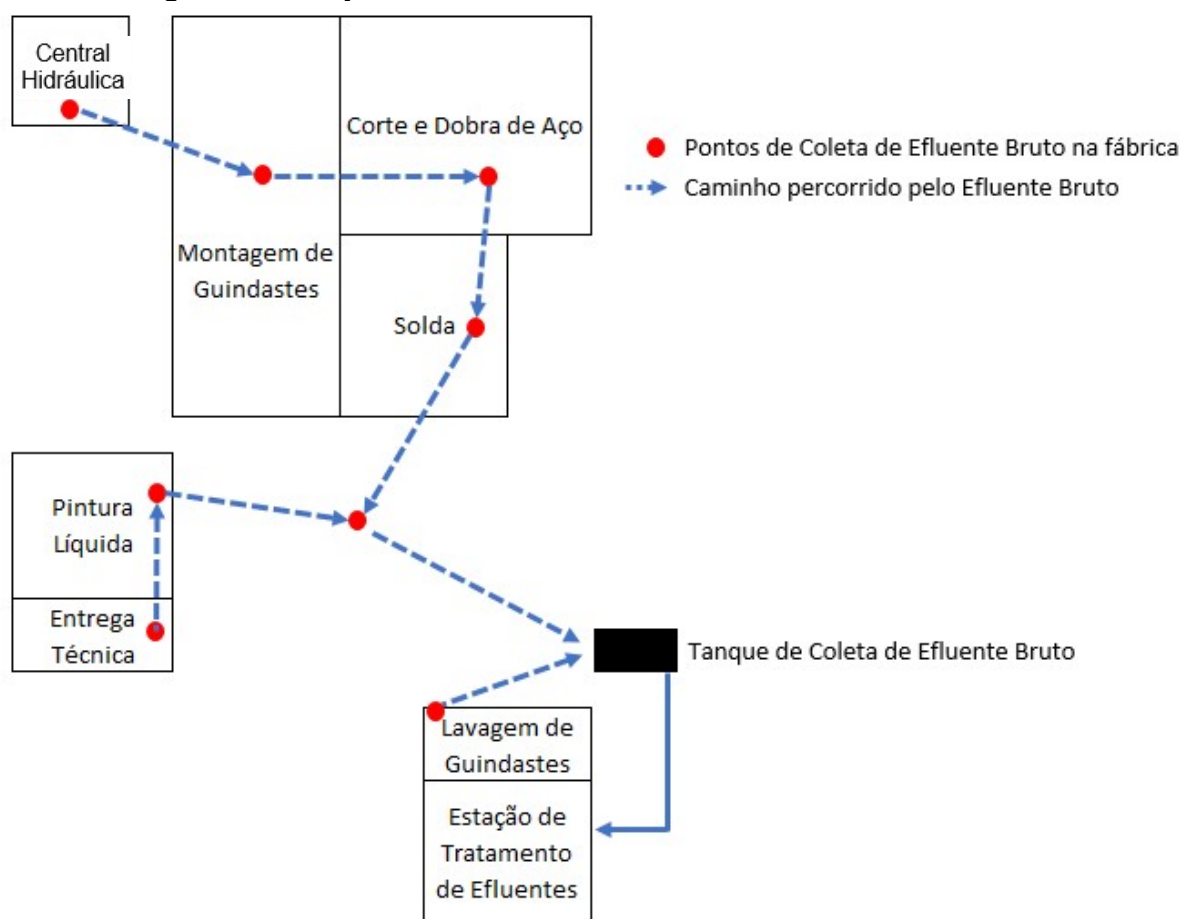 Central
Hidráulica
Corte e Dobra de Aço
Pontos de Coleta de Efluente Bruto na fábrica
Caminho percorrido pelo Efluente Bruto
Montagem de
Guindastes
Solda
Pintura
Líquida
Entrega
Técnica
Tanque de Coleta de Efluente Bruto
Lavagem de
Guindastes
Estação de
Tratamento
de Efluentes